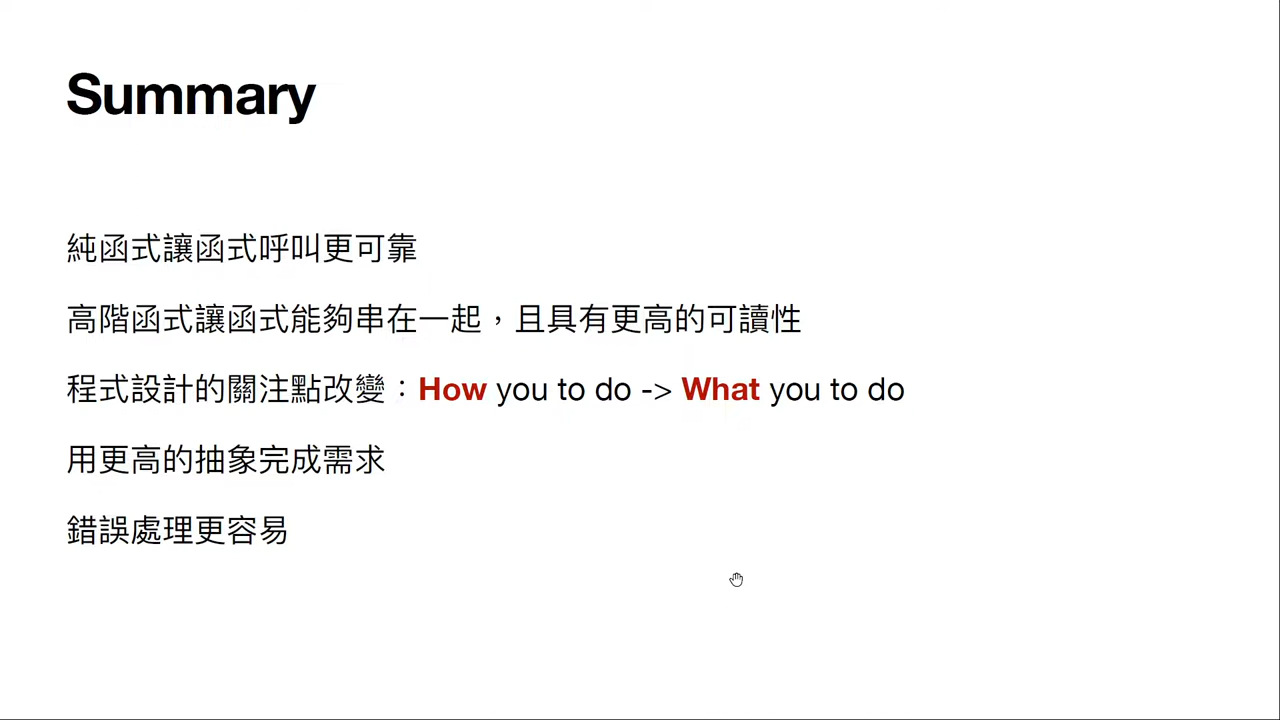 Summary
純函式讓函式呼叫更可靠
高階函式讓函式能夠串在一起，且具有更高的可讀性
程式設計的關注點改變：How you to do -> What you to do
用更高的抽象完成需求
錯誤處理更容易